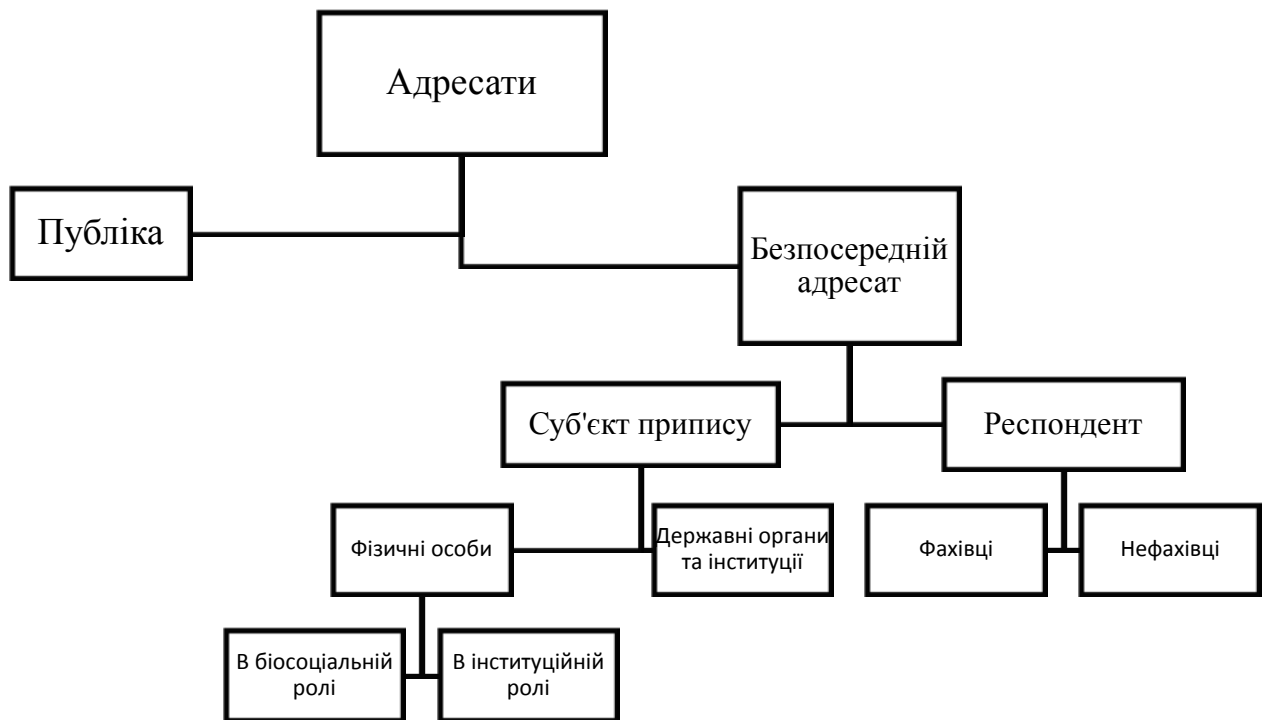 Адресати
Публіка
Безпосередній
адресат
Суб'єкт припису
Респондент
Фізичні особи
Державні органи
та інституції
Фахівці
Нефахівці
В біосоціальній
ролі
В інституційній
ролі